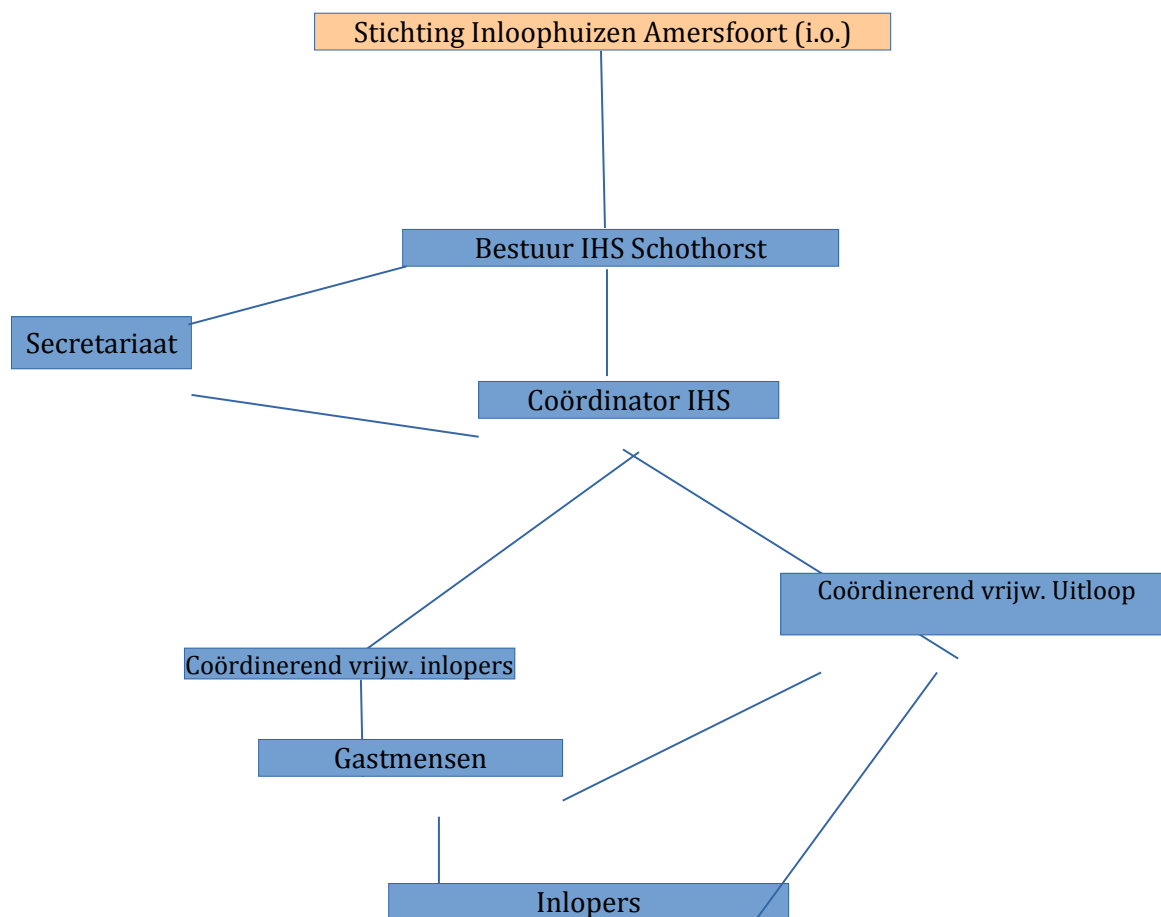 Stichting Inloophuizen Amersfoort (i.o.)
Bestuur IHS Schothorst
Secretariaat
Coördinator IHS
Coördinerend vrijw. Uitloop
Coördinerend vrijw. inlopers
Gastmensen
Inlopers